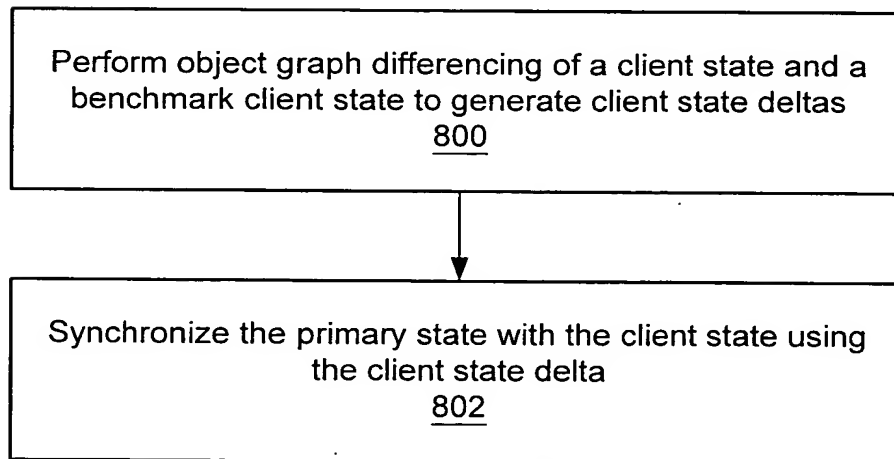 Perform object graph differencing of a client state and a
benchmark client state to generate client state deltas
800
Synchronize the primary state with the client state using
the client state delta
802